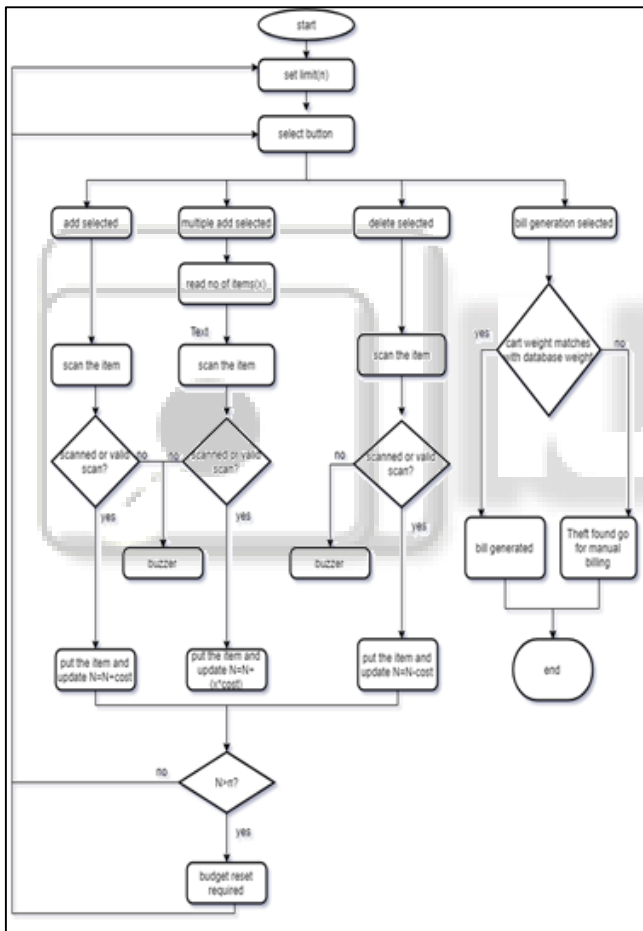 start
set limit(n)
select button
add selected
multiple add selected
delete selected
bill generation selected
read no of items(x)
Text
yes
cart weight matches
with database weight
no
scan the item
scan the item
scan the item
scanned or valid
scan?
no
no
scanned or valid
scan?
no
scanned or valid
scan?
yes
yes
yes
buzzer
buzzer
bill generated
Theft found go
for manual
billing
put the item and
update N=N+cost
put the item and
update N=N+
(x*cost)
put the item and
update N=N-cost
end
no
N>n?
yes
budget reset
required